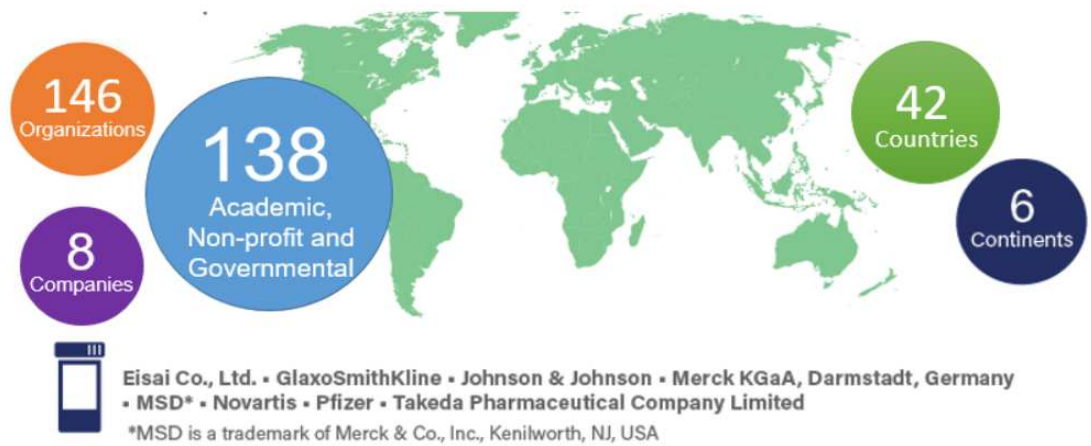 146
Organizations
138
Academic,
Non-profit and
Governmental
8
Companies
42
Countries
6
Continents
Eisai Co., Ltd. ▪ GlaxoSmithKline ▪ Johnson & Johnson ▪ Merck KGaA, Darmstadt, Germany
▪ MSD* ▪ Novartis ▪ Pfizer ▪ Takeda Pharmaceutical Company Limited
*MSD is a trademark of Merck & Co., Inc., Kenilworth, NJ, USA